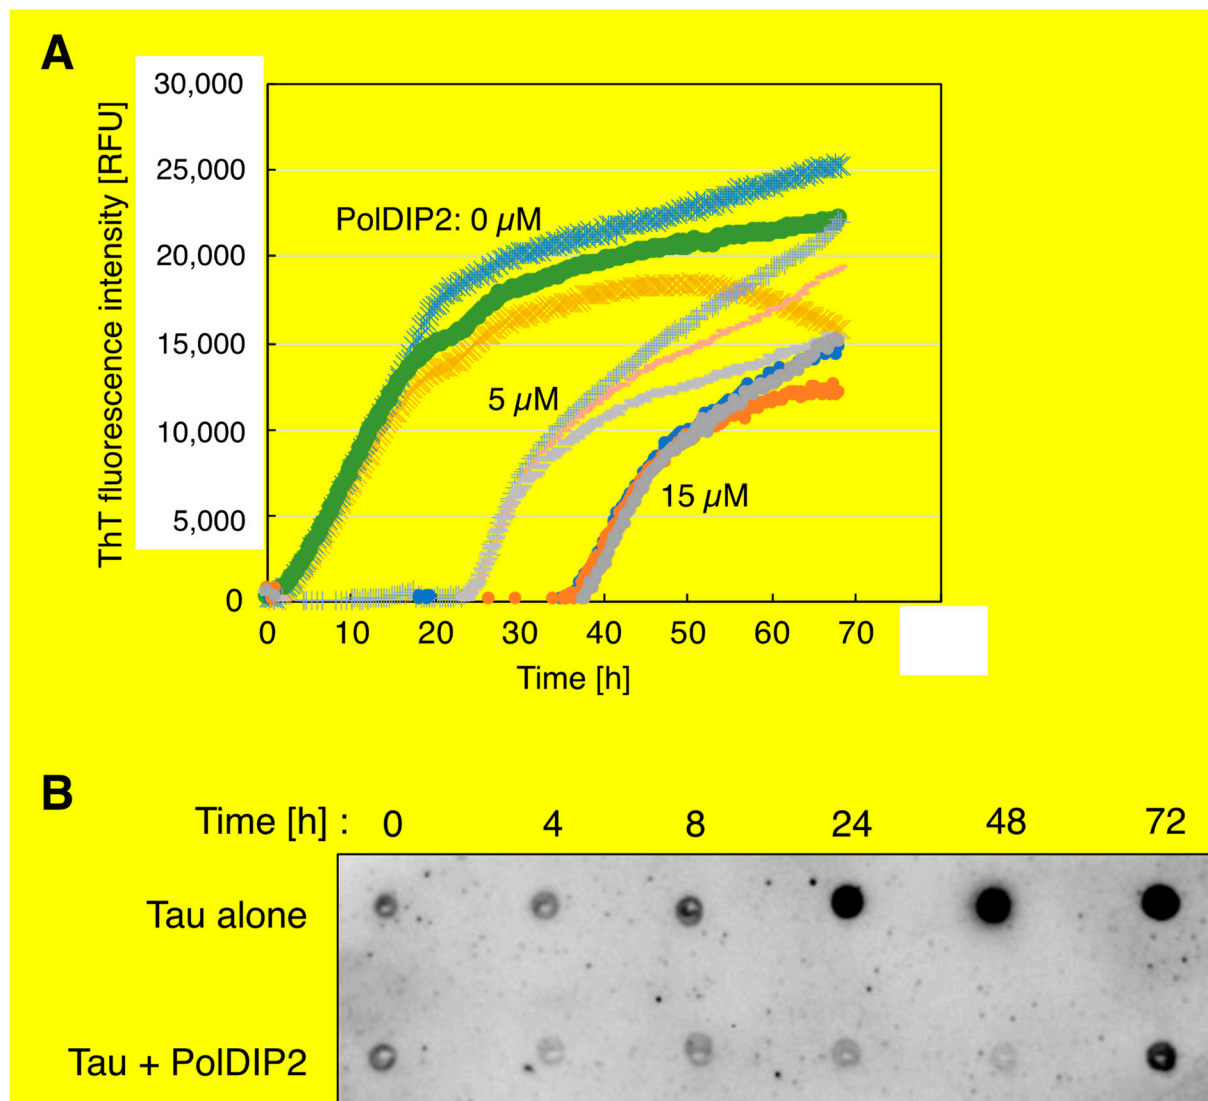 A
ThT fluorescence intensity [RFU]
30,000
25,000
20,000
15,000
10,000
5,000
0
PolDIP2: 0 µM
5 µM
15 µM
0 10 20 30 40 50 60 70
Time [h]
B
Time [h] : 0 4 8 24 48 72
Tau alone
Tau + PolDIP2